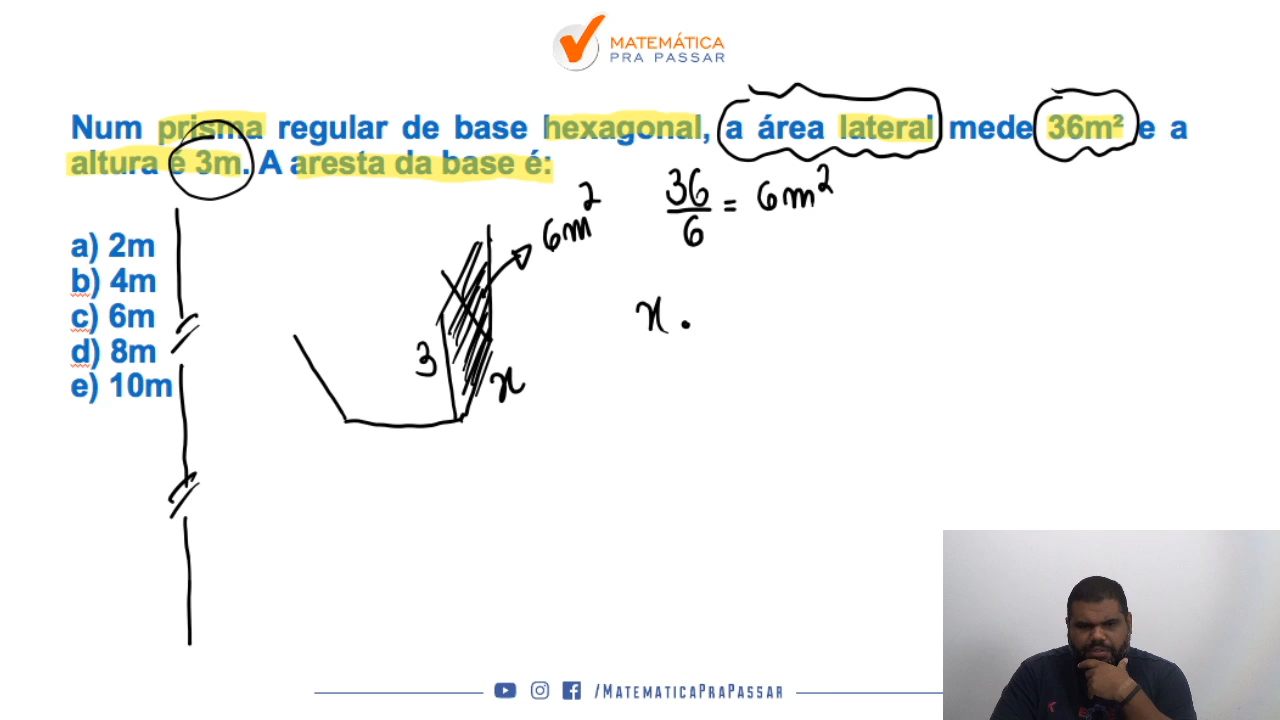 MATEMÁTICA
PRA PASSAR
Num prisma regular de base hexagonal, a área lateral mede 36m² e a
altura é 3m. A aresta da base é:
a) 2m
b) 4m
c) 6m
d) 8m
e) 10m
6m²
3
x
36/6 = 6m²
x .
/MatematicaPraPassar